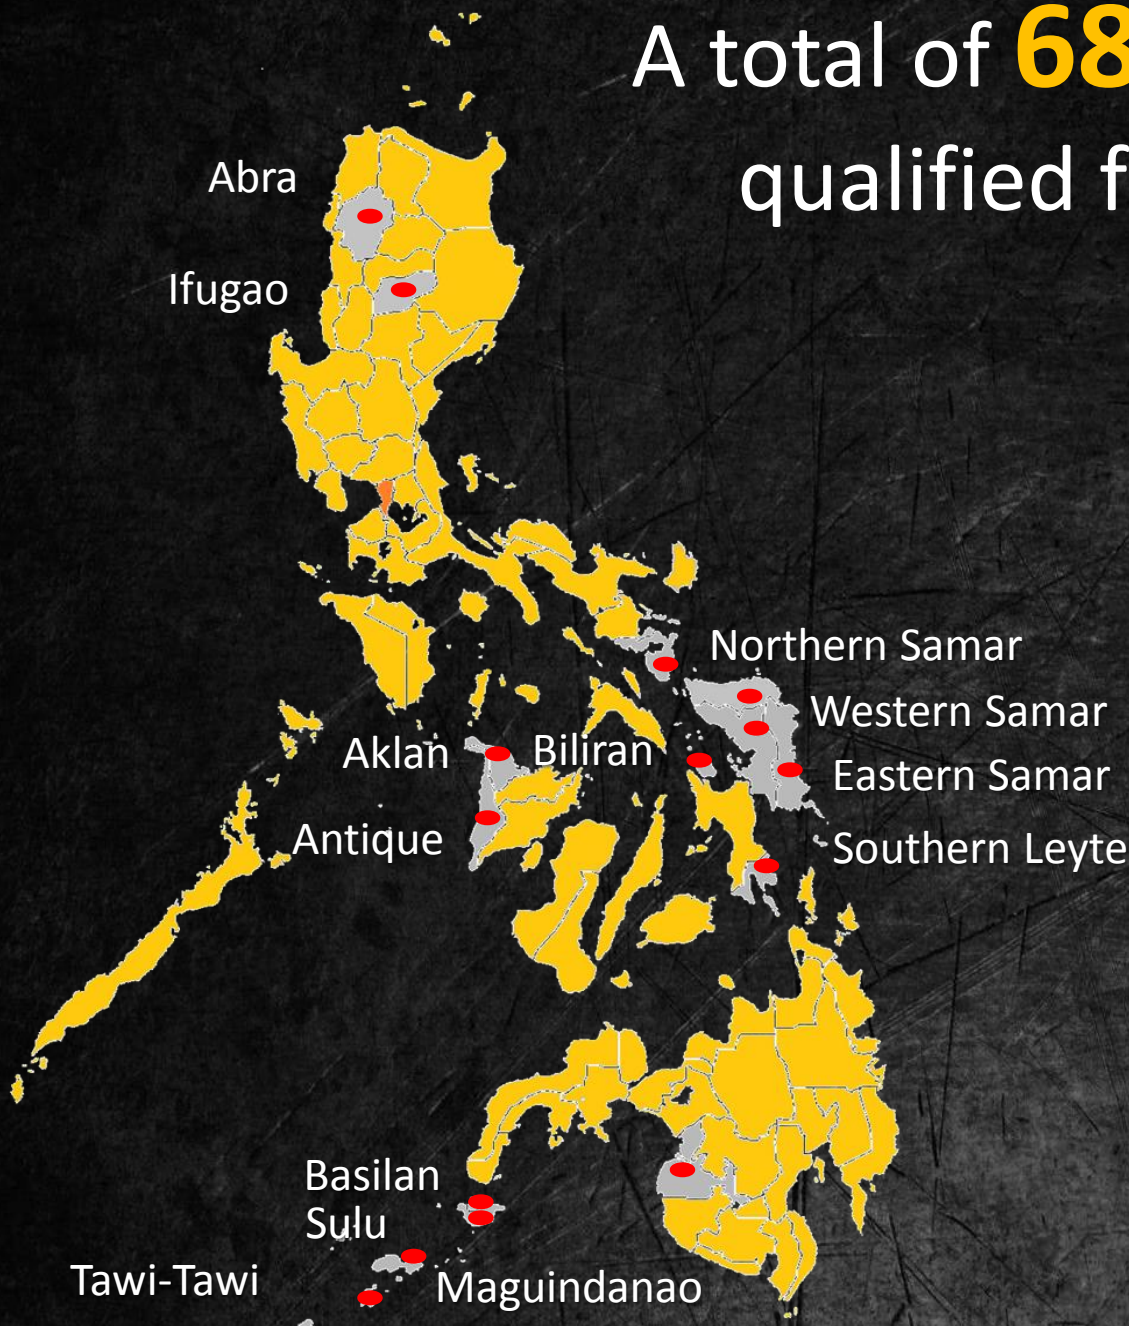 A total of 68
qualified f
Abra
Ifugao
Northern Samar
Western Samar
Aklan
Biliran
Eastern Samar
Antique
Southern Leyte
Basilan
Sulu
Tawi-Tawi
Maguindanao